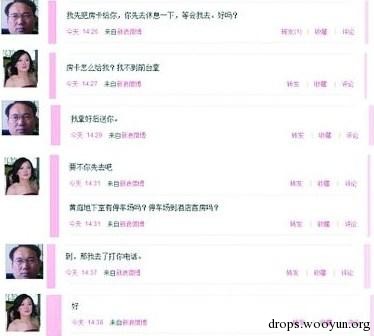 我先把房卡给你，你先去休息一下，等会我去，好吗？
今天 14:26 来自新浪微博 转发(1) | 收藏 | 评论
房卡怎么给我？我不到前台拿
今天 14:27 来自新浪微博 转发 | 收藏 | 评论
我拿好后送你。
今天 14:29 来自新浪微博 转发 | 收藏 | 评论
要不你先去吧
今天 14:31 来自新浪微博 转发 | 收藏 | 评论
黄庭地下室有停车场吗？停车场到酒店客房吗？
今天 14:31 来自新浪微博 转发 | 收藏 | 评论
到，那我去了打你电话。
今天 14:37 来自新浪微博 转发 | 收藏 | 评论
好
今天 14:38 来自新浪微博 转发 | 收藏 | 评论
drops.wooyun.org